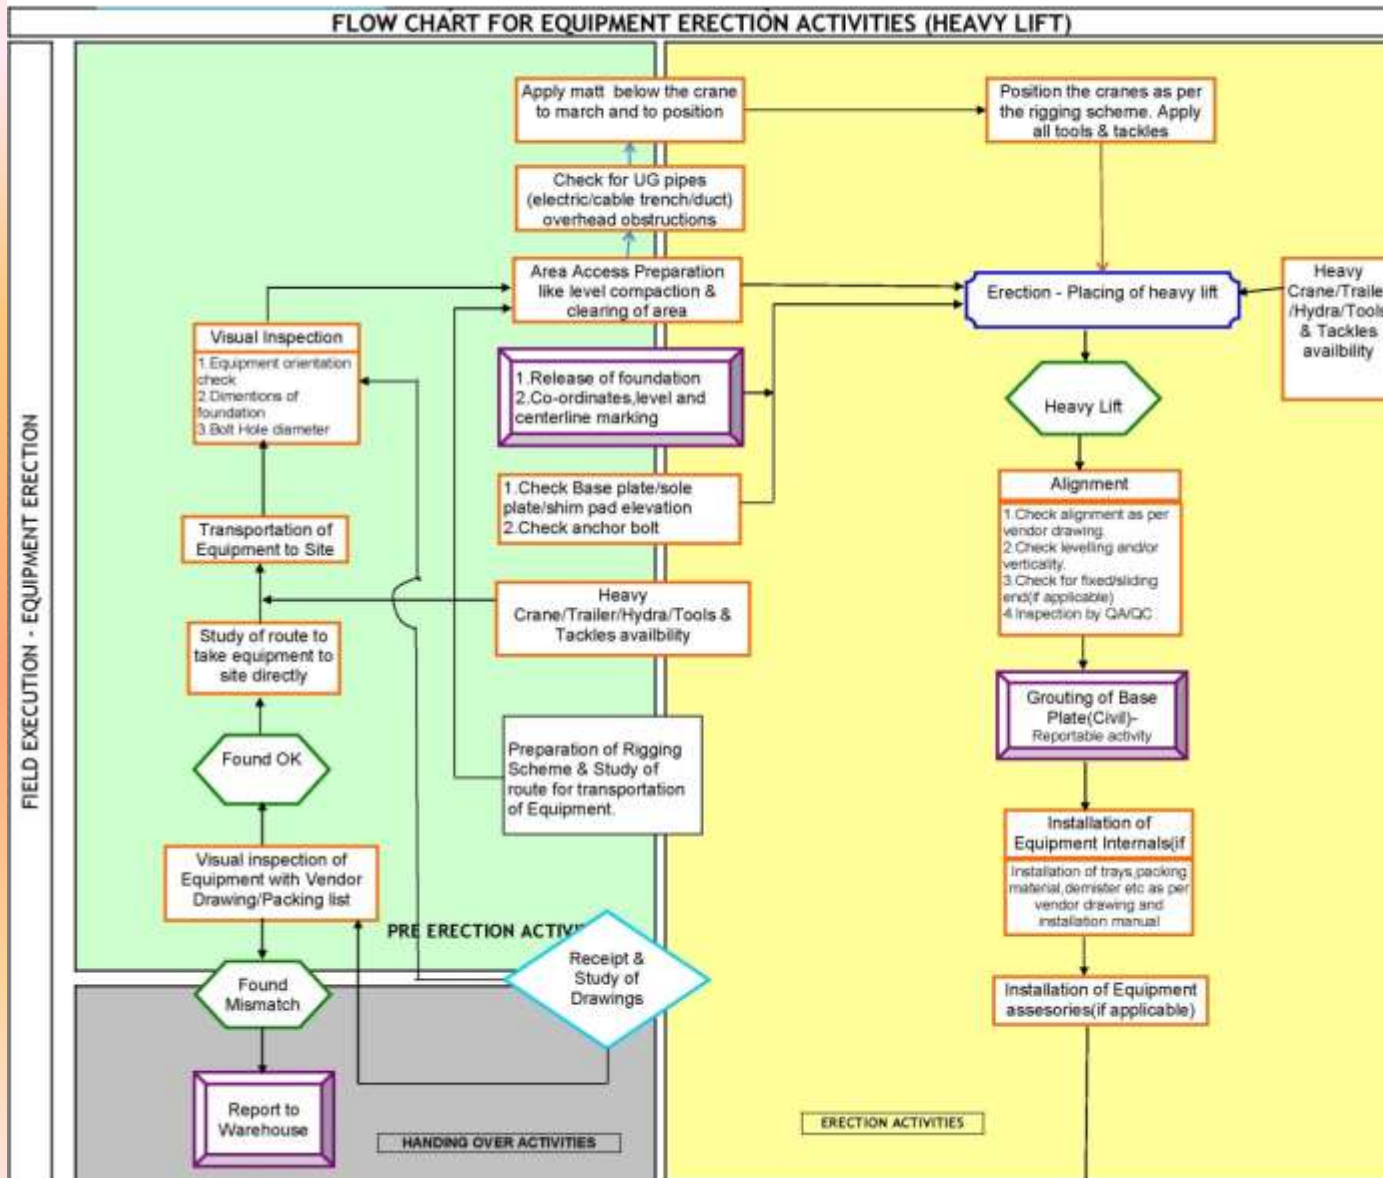 FLOW CHART FOR EQUIPMENT ERECTION ACTIVITIES (HEAVY LIFT)
FIELD EXECUTION - EQUIPMENT ERECTION
Apply matt below the crane
to march and to position
Position the cranes as per
the rigging scheme. Apply
all tools & tackles
Check for UG pipes
(electric/cable trench/duct)
overhead obstructions
Area Access Preparation
like level compaction &
clearing of area
Erection - Placing of heavy lift
Heavy
Crane/Trailer
/Hydra/Tools
& Tackles
availbility
Visual Inspection
1.Equipment orientation
check
2.Dimentions of
foundation
3.Bolt Hole diameter
1.Release of foundation
2.Co-ordinates,level and
centerline marking
Heavy Lift
1.Check Base plate/sole
plate/shim pad elevation
2.Check anchor bolt
Alignment
1.Check alignment as per
vendor drawing.
2.Check levelling and/or
verticality.
3.Check for fixed/sliding
end(if applicable)
4.Inspection by QA/QC
Transportation of
Equipment to Site
Heavy
Crane/Trailer/Hydra/Tools &
Tackles availbility
Study of route to
take equipment to
site directly
Grouting of Base
Plate(Civil)-
Reportable activity
Found OK
Preparation of Rigging
Scheme & Study of
route for transportation
of Equipment.
Installation of
Equipment Internals(if
Installation of trays,packing
material,demister etc as per
vendor drawing and
installation manual
Visual inspection of
Equipment with Vendor
Drawing/Packing list
PRE ERECTION ACTIVI
Receipt &
Study of
Drawings
Found
Mismatch
Installation of Equipment
assesories(if applicable)
Report to
Warehouse
HANDING OVER ACTIVITIES
ERECTION ACTIVITIES